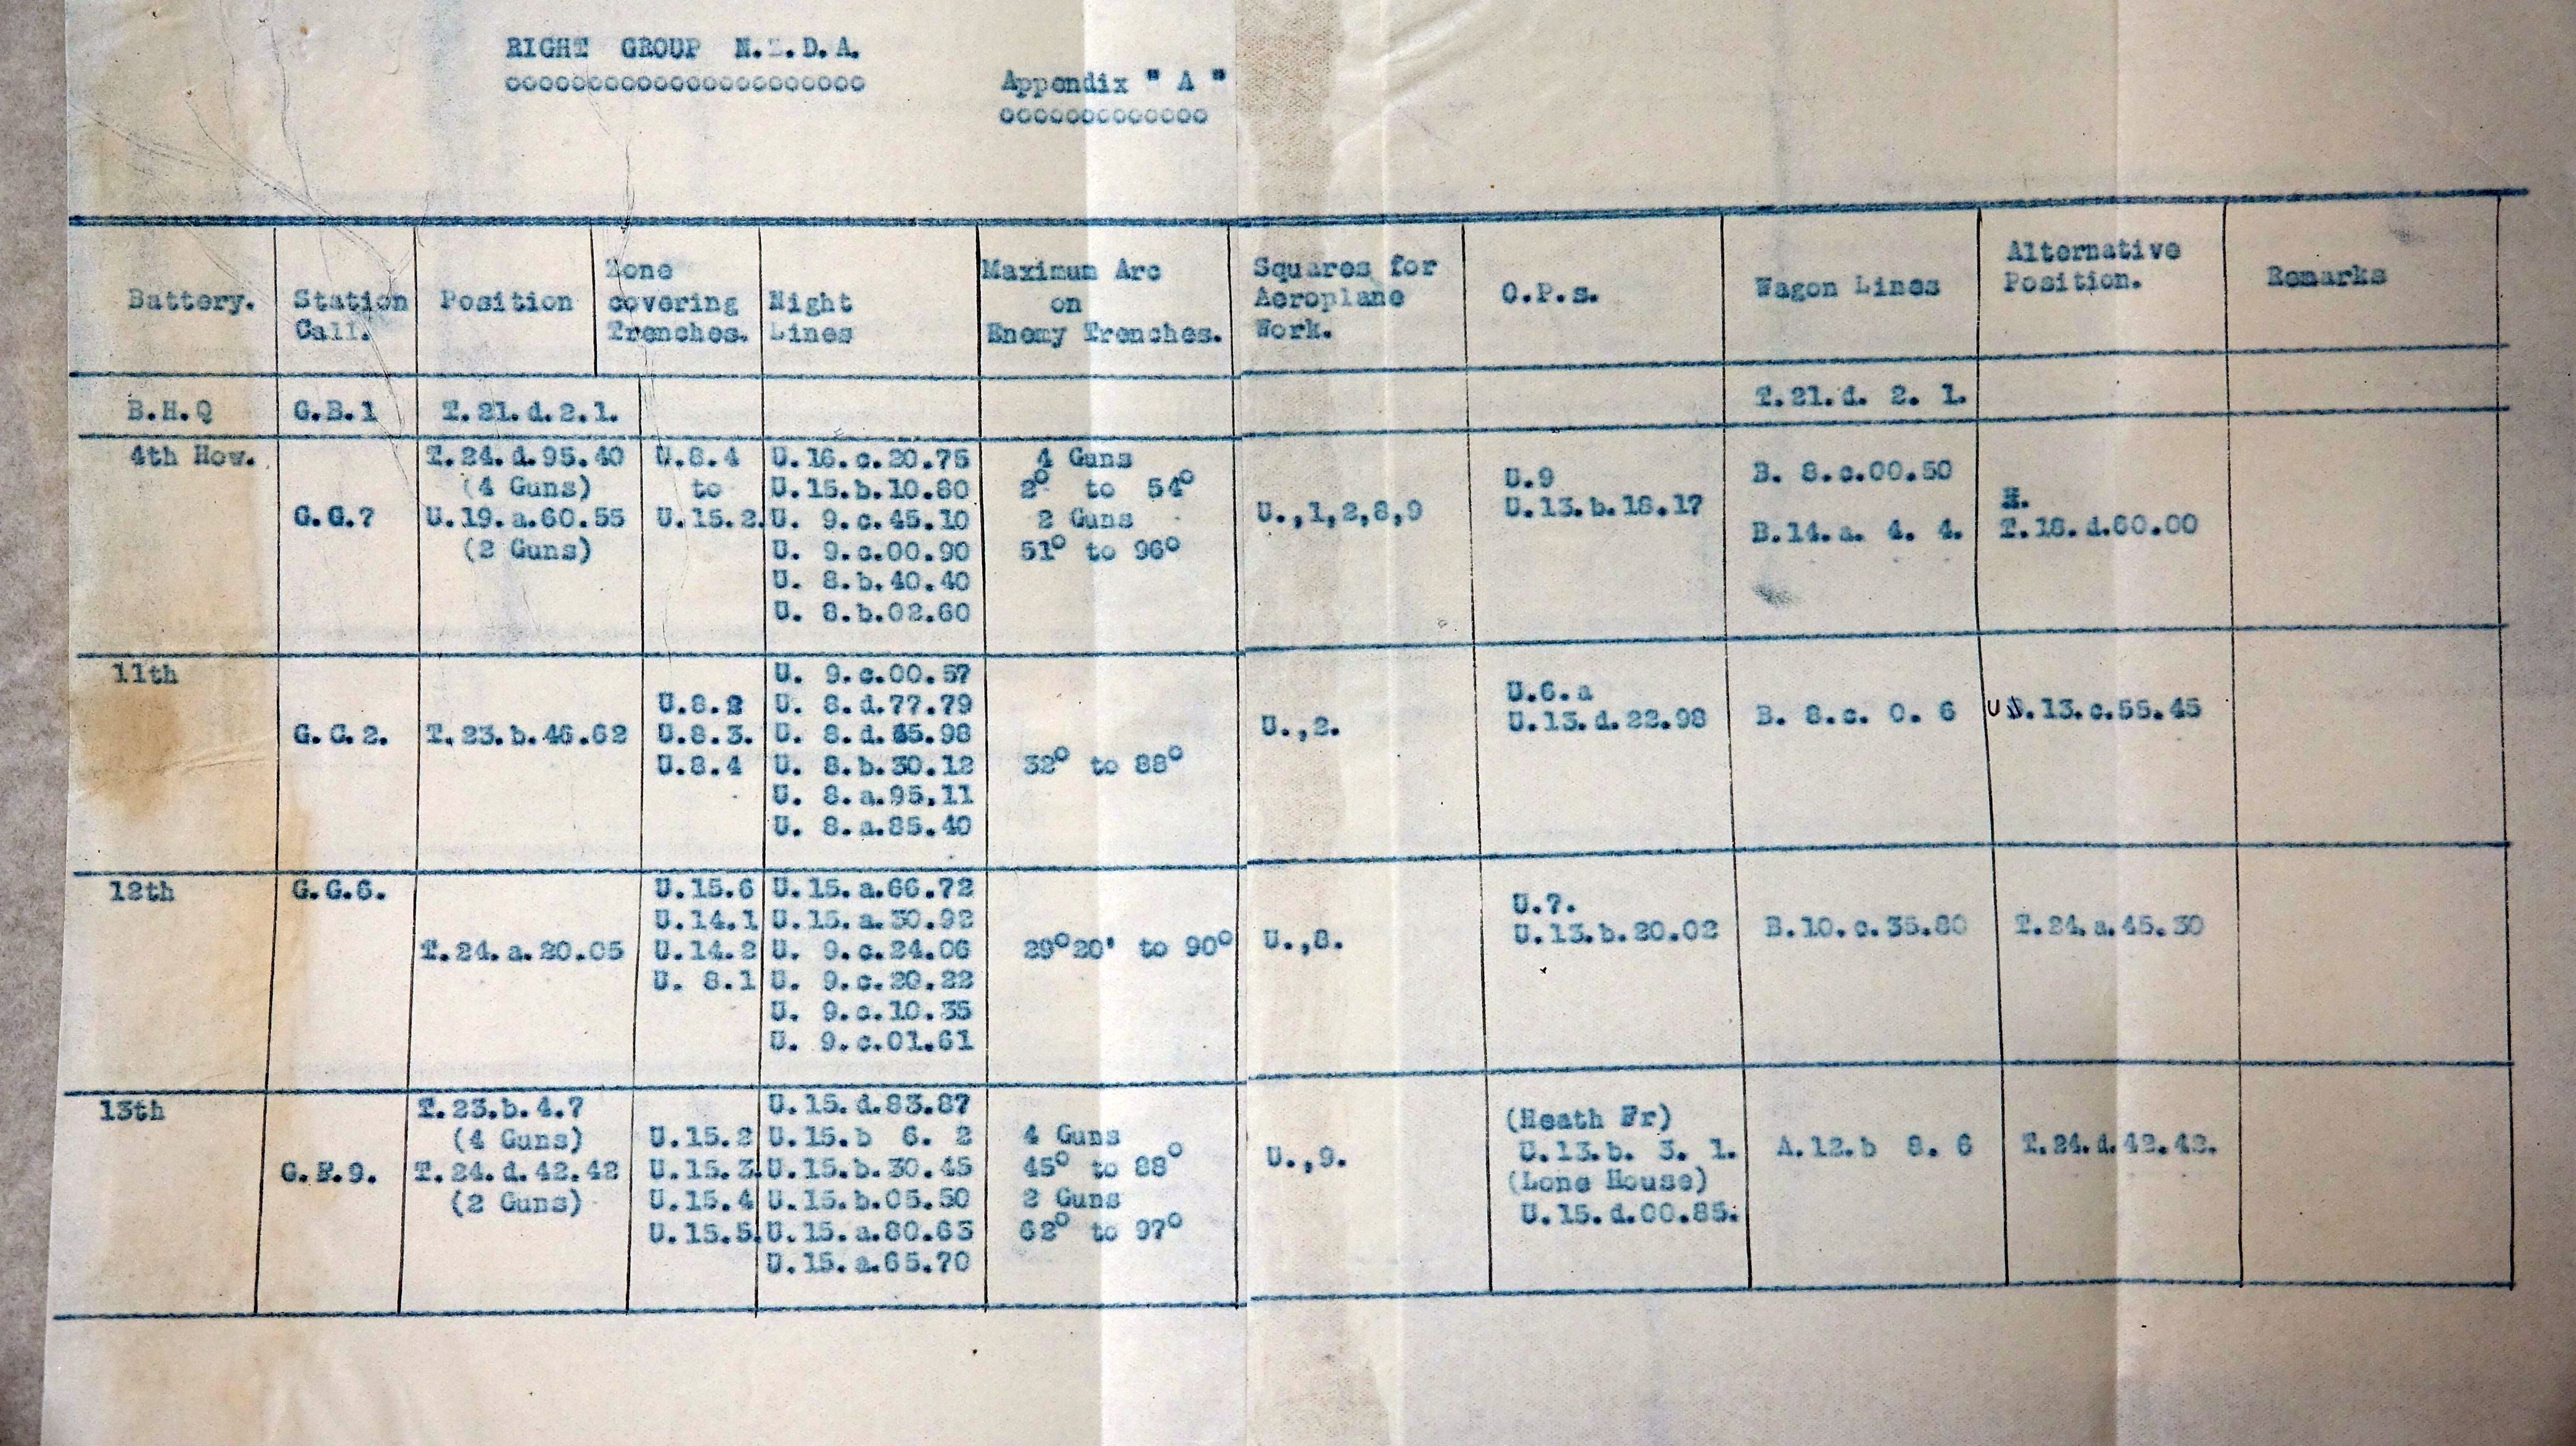 RIGHT GROUP N.Z.D.A.
oooooooooooooooooooooo
Appendix " A "
ooooooooooooo
Battery.
Station
Call.
Position
Zone
covering
Trenches.
Night
Lines
Maximum Arc
on
Enemy Trenches.
Squares for
Aeroplane
Work.
O.P.s.
Wagon Lines
Alternative
Position.
Remarks
B.H.Q
G.B.1
T.21.d.2.1.
T.21.d. 2. 1.
4th How.
G.G.7
T.24.d.95.40
(4 Guns)
U.19.a.60.55
(2 Guns)
U.8.4
to
U.15.2.
U.16.c.20.75
U.15.b.10.80
U. 9.c.45.10
U. 9.c.00.90
U. 8.b.40.40
U. 8.b.02.60
4 Guns
2° to 54°
2 Guns
51° to 96°
U.,1,2,8,9
U.9
U.13.b.18.17
B. 8.c.00.50
B.14.a. 4. 4.
T.18.d.60.00
11th
G.C.2.
T.23.b.46.62
U.8.2
U.8.3.
U.8.4
U. 9.c.00.57
U. 8.d.77.79
U. 8.d.65.98
U. 8.b.30.12
U. 8.a.95.11
U. 8.a.85.40
32° to 88°
U.,2.
U.6.a
U.13.d.22.98
B. 8.c. 0. 6
U.13.c.55.45
12th
G.G.6.
T.24.a.20.05
U.15.6
U.14.1
U.14.2
U. 8.1
U.15.a.66.72
U.15.a.30.92
U. 9.c.24.06
U. 9.c.20.22
U. 9.c.10.35
U. 9.c.01.61
29°20' to 90°
U.,8.
U.7.
U.13.b.20.02
B.10.c.35.80
T.24.a.45.30
13th
G.F.9.
T.23.b.4.7
(4 Guns)
T.24.d.42.42
(2 Guns)
U.15.2
U.15.3.
U.15.4
U.15.5.
U.15.d.83.87
U.15.b 6. 2
U.15.b.30.45
U.15.b.05.50
U.15.a.80.63
U.15.a.65.70
4 Guns
45° to 88°
2 Guns
62° to 97°
U.,9.
(Heath Fr)
U.13.b. 3. 1.
(Lone House)
U.15.d.00.85.
A.12.b 8. 6
T.24.d.42.42.